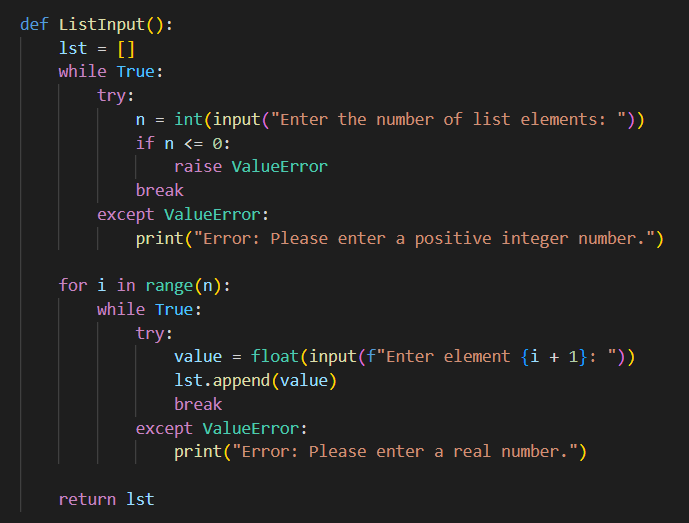 def ListInput():
    lst = []
    while True:
        try:
            n = int(input("Enter the number of list elements: "))
            if n <= 0:
                raise ValueError
            break
        except ValueError:
            print("Error: Please enter a positive integer number.")

    for i in range(n):
        while True:
            try:
                value = float(input(f"Enter element {i + 1}: "))
                lst.append(value)
                break
            except ValueError:
                print("Error: Please enter a real number.")

    return lst